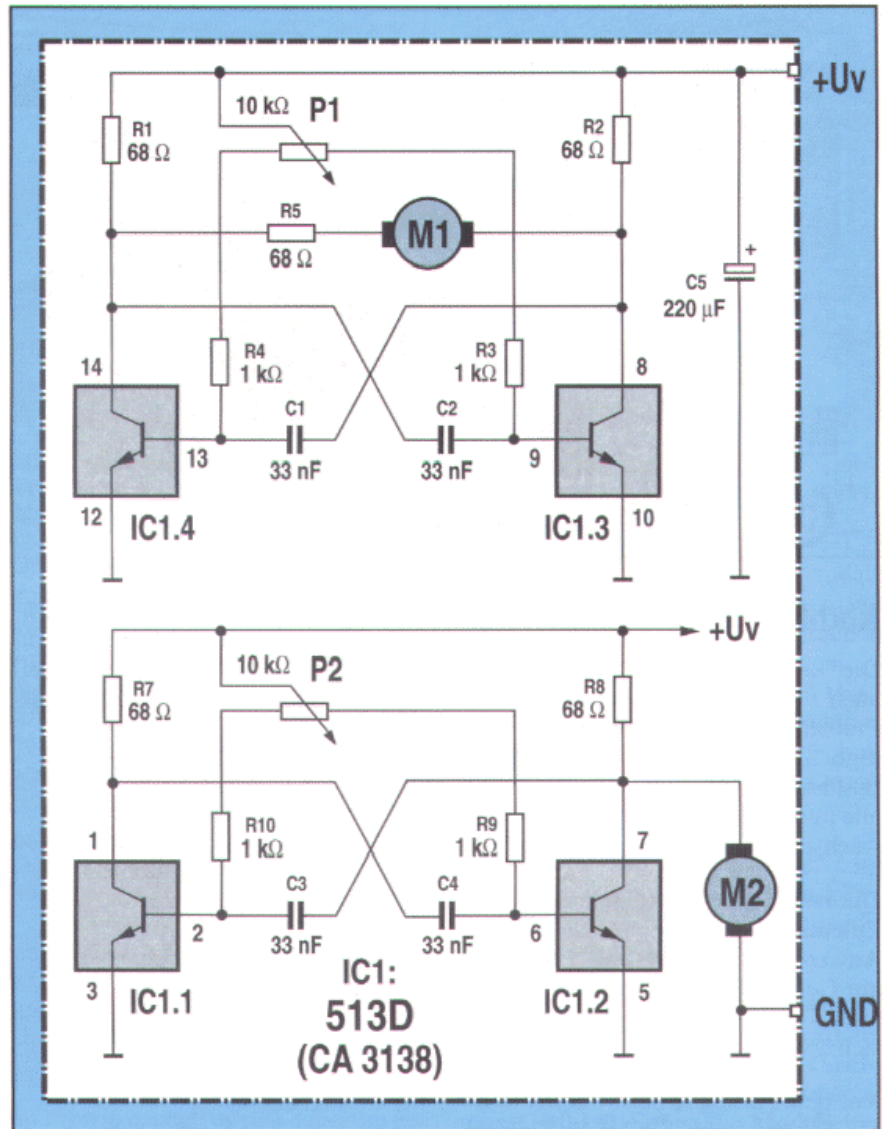 +Uv
10 kΩ P1
R1
68 Ω
R2
68 Ω
R5
68 Ω
M1
+
C5
220 µF
R4
1 kΩ
R3
1 kΩ
14
8
C1
33 nF
C2
33 nF
13
9
12
10
IC1.4
IC1.3
+Uv
10 kΩ P2
R7
68 Ω
R8
68 Ω
R10
1 kΩ
R9
1 kΩ
1
7
C3
33 nF
C4
33 nF
M2
2
6
3
5
IC1.1
IC1.2
IC1:
513D
(CA 3138)
GND